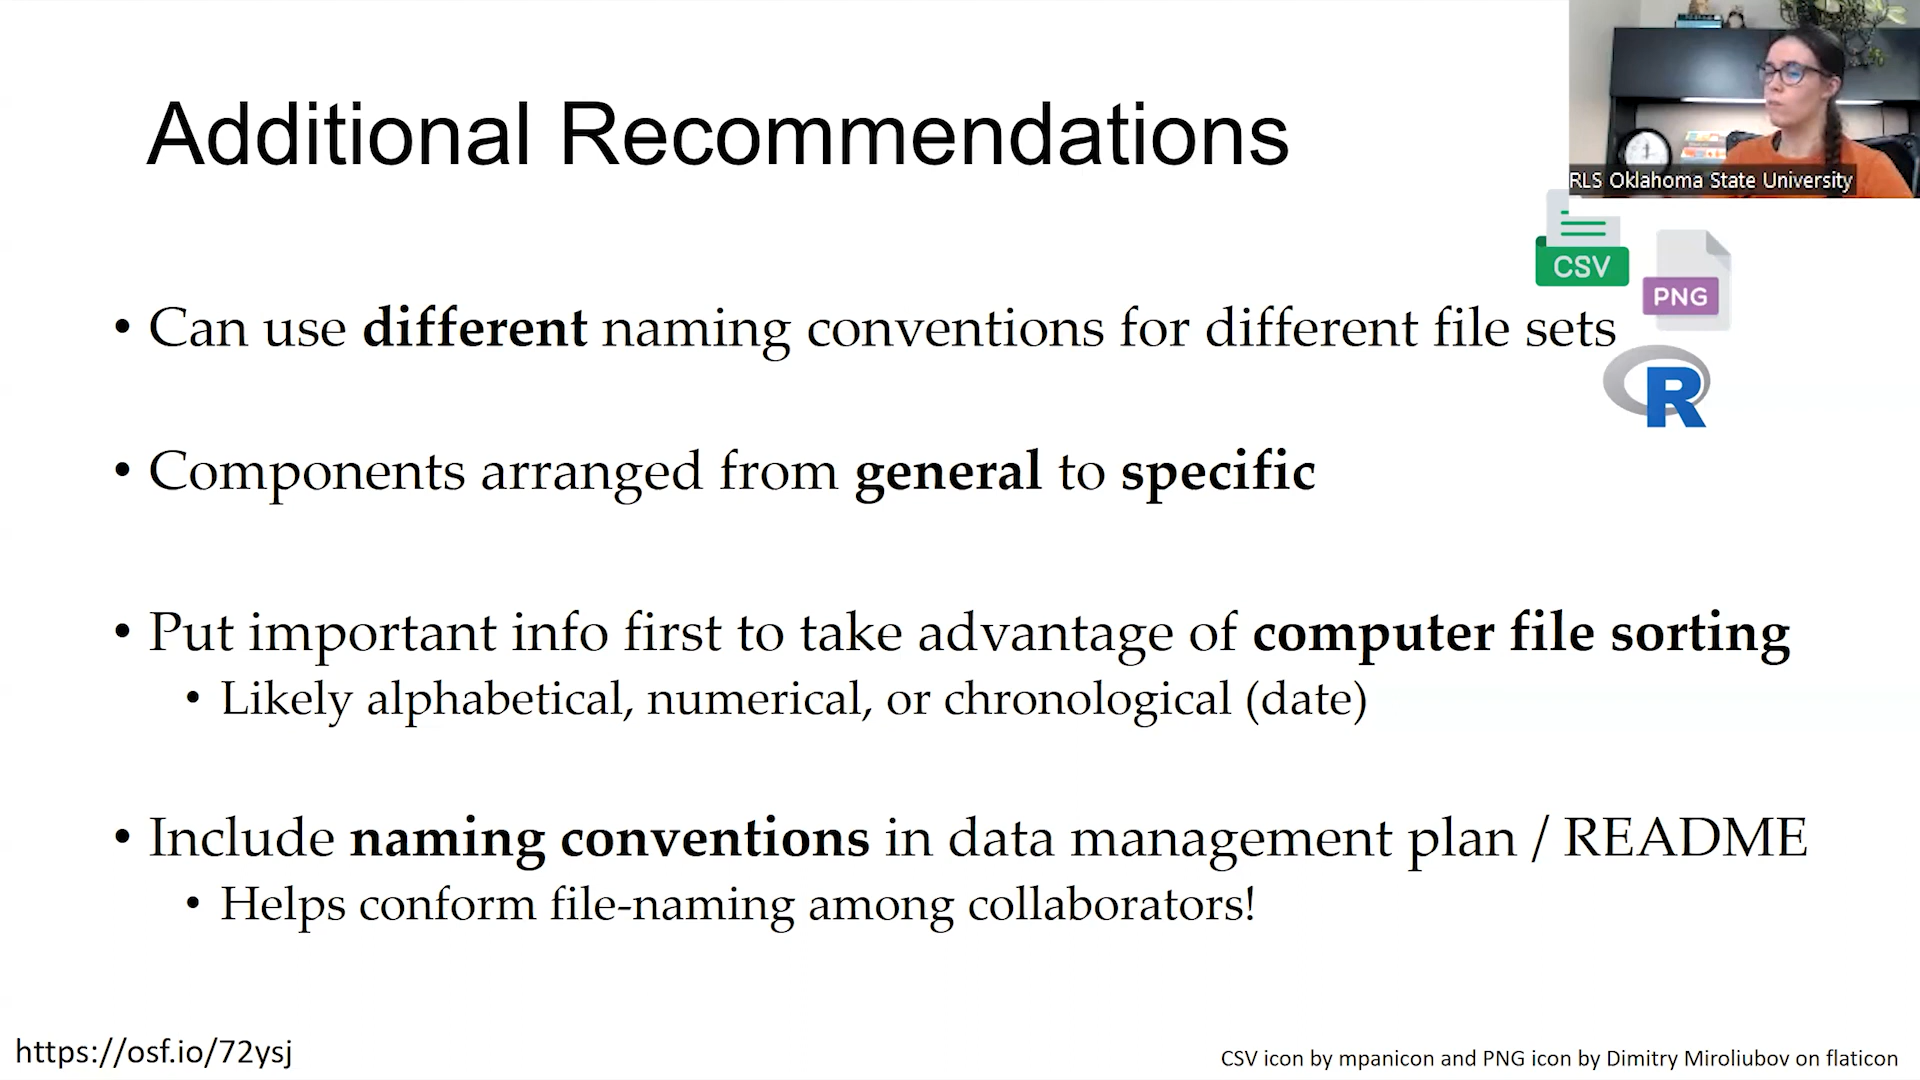 Additional Recommendations
RLS Oklahoma State University
CSV
PNG
• Can use different naming conventions for different file sets
R
• Components arranged from general to specific
• Put important info first to take advantage of computer file sorting
• Likely alphabetical, numerical, or chronological (date)
• Include naming conventions in data management plan / README
• Helps conform file-naming among collaborators!
https://osf.io/72ysj
CSV icon by mpanicon and PNG icon by Dimitry Miroliubov on flaticon